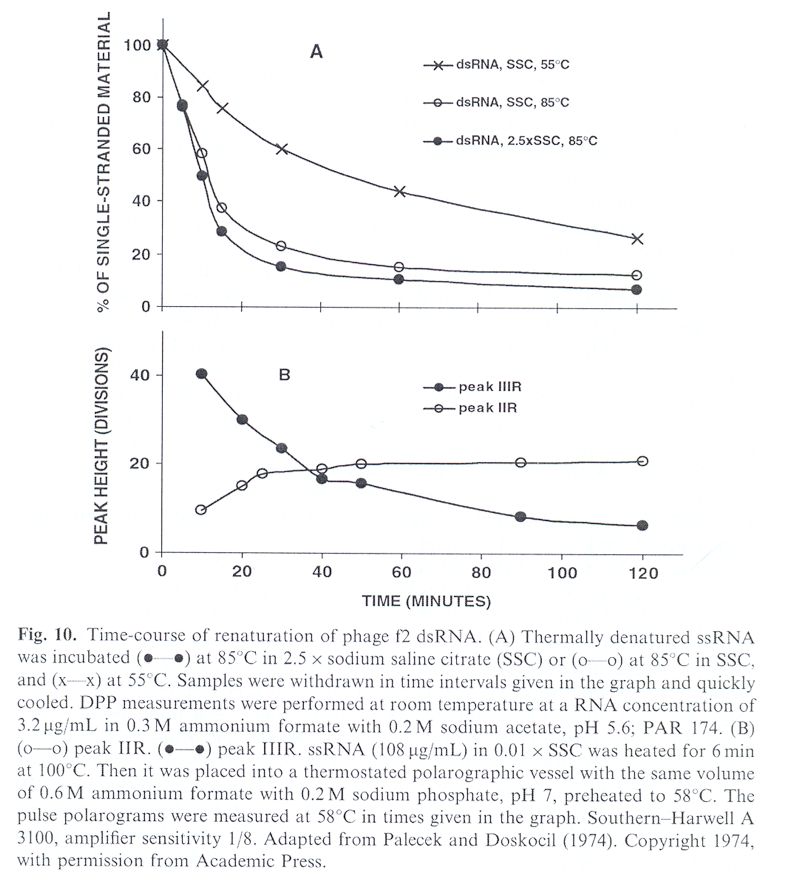 % OF SINGLE-STRANDED MATERIAL
100
80
60
40
20
0
A
dsRNA, SSC, 55°C
dsRNA, SSC, 85°C
dsRNA, 2.5xSSC, 85°C
PEAK HEIGHT (DIVISIONS)
40
20
0
B
peak IIIR
peak IIR
0 20 40 60 80 100 120
TIME (MINUTES)
Fig. 10. Time-course of renaturation of phage f2 dsRNA. (A) Thermally denatured ssRNA
was incubated (●—●) at 85°C in 2.5 × sodium saline citrate (SSC) or (o—o) at 85°C in SSC,
and (x—x) at 55°C. Samples were withdrawn in time intervals given in the graph and quickly
cooled. DPP measurements were performed at room temperature at a RNA concentration of
3.2 μg/mL in 0.3 M ammonium formate with 0.2 M sodium acetate, pH 5.6; PAR 174. (B)
(o—o) peak IIR. (●—●) peak IIIR. ssRNA (108 μg/mL) in 0.01 × SSC was heated for 6 min
at 100°C. Then it was placed into a thermostated polarographic vessel with the same volume
of 0.6 M ammonium formate with 0.2 M sodium phosphate, pH 7, preheated to 58°C. The
pulse polarograms were measured at 58°C in times given in the graph. Southern–Harwell A
3100, amplifier sensitivity 1/8. Adapted from Palecek and Doskocil (1974). Copyright 1974,
with permission from Academic Press.